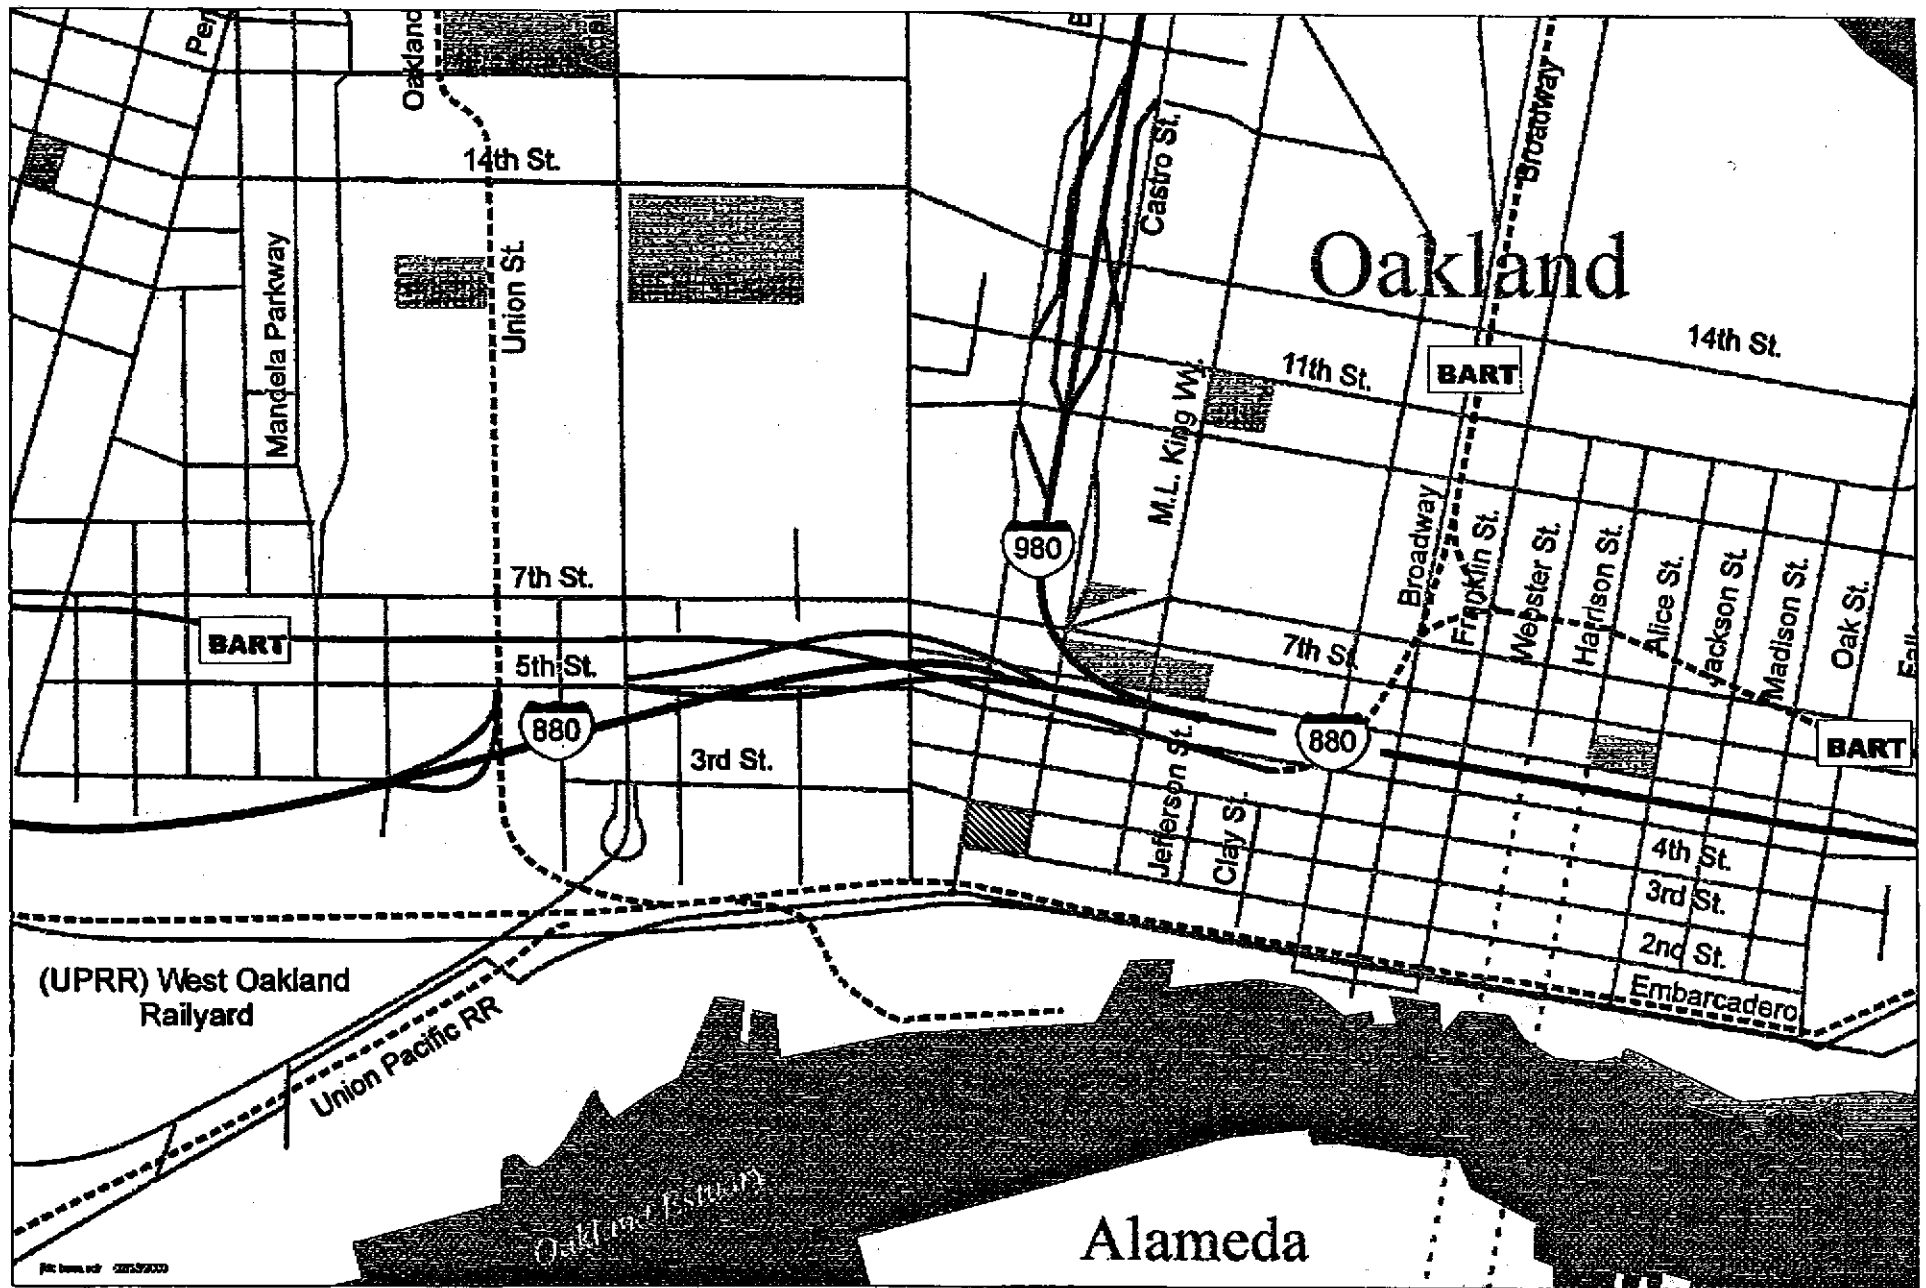 Oakland
14th St.
Castro St.
Broadway
Union St.
Mandela Parkway
Oakland
14th St.
BART
11th St.
M.L. King Wy.
980
7th St.
BART
5th St.
880
3rd St.
Broadway
Franklin St.
Webster St.
Harrison St.
Alice St.
Jackson St.
Madison St.
Oak St.
7th St.
880
BART
Jefferson St.
Clay St.
4th St.
3rd St.
2nd St.
Embarcadero
(UPRR) West Oakland
Railyard
Union Pacific RR
Oakland Estuary
Alameda